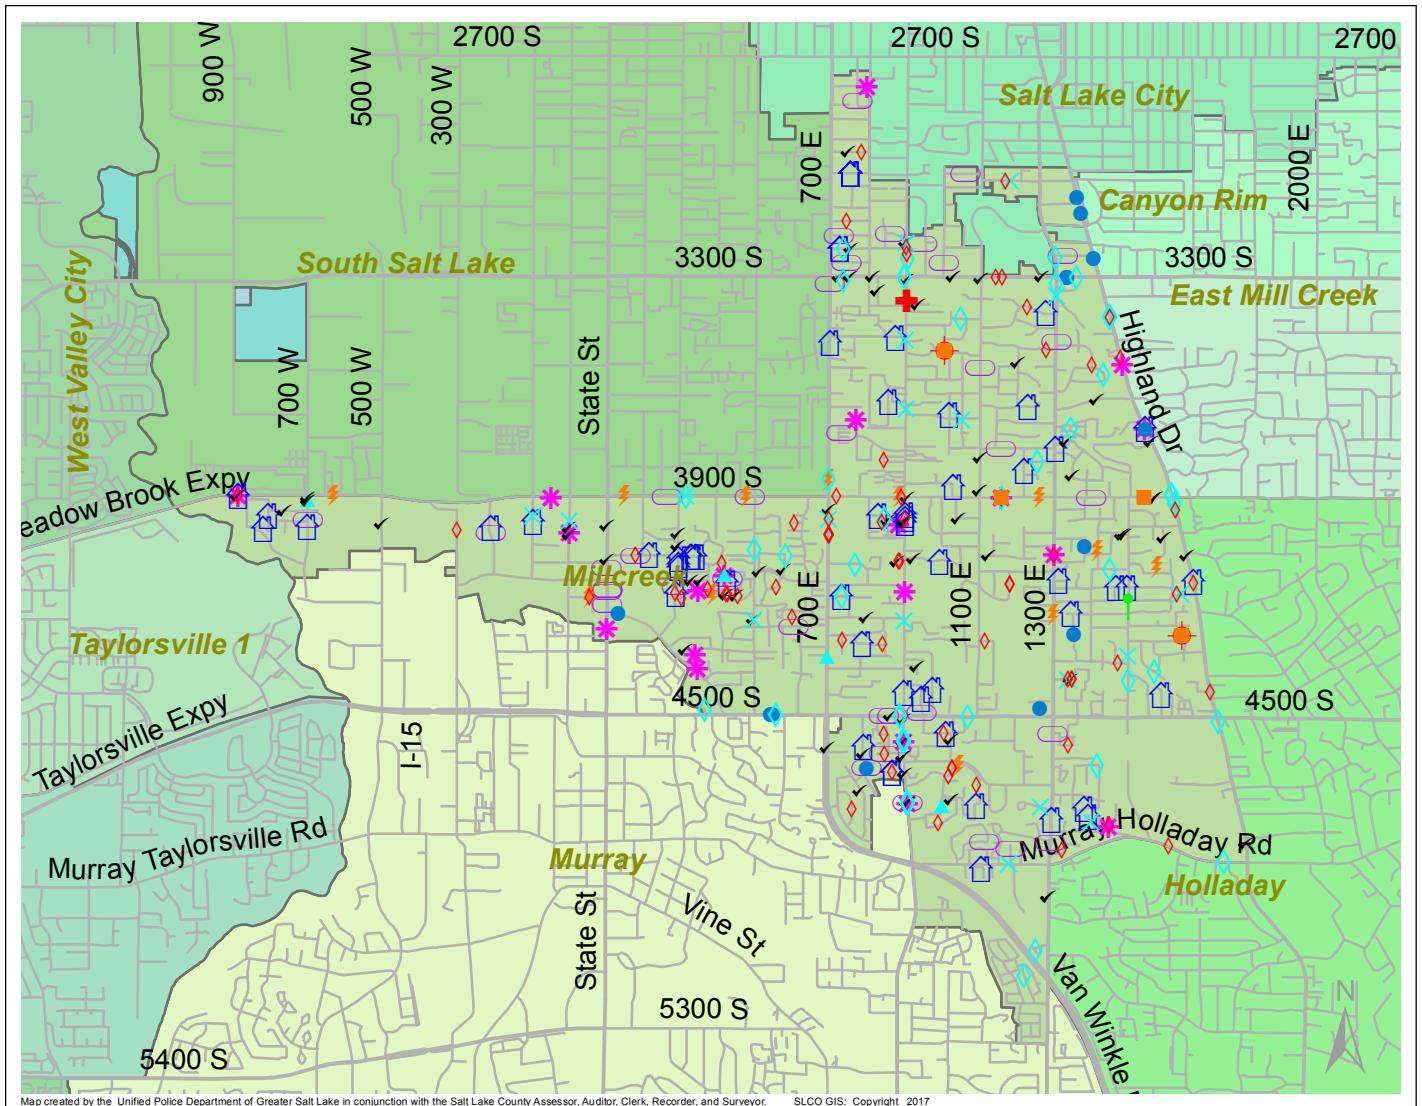 2700 S
2700 S
2700
900 W
500 W
300 W
Salt Lake City
700 E
2000 E
Canyon Rim
South Salt Lake
3300 S
3300 S
East Mill Creek
West Valley City
Highland Dr
700 W
500 W
State St
3900 S
eadow Brook Expy
Millcreek
700 E
1100 E
1300 E
Taylorsville 1
4500 S
4500 S
Taylorsville Expy
I-15
Murray Taylorsville Rd
Murray Holladay Rd
Murray
Holladay
State St
Vine St
Van Winkle
5300 S
N
5400 S
Map created by the Unified Police Department of Greater Salt Lake in conjunction with the Salt Lake County Assessor, Auditor, Clerk, Recorder, and Surveyor. SLCO GIS: Copyright 2017